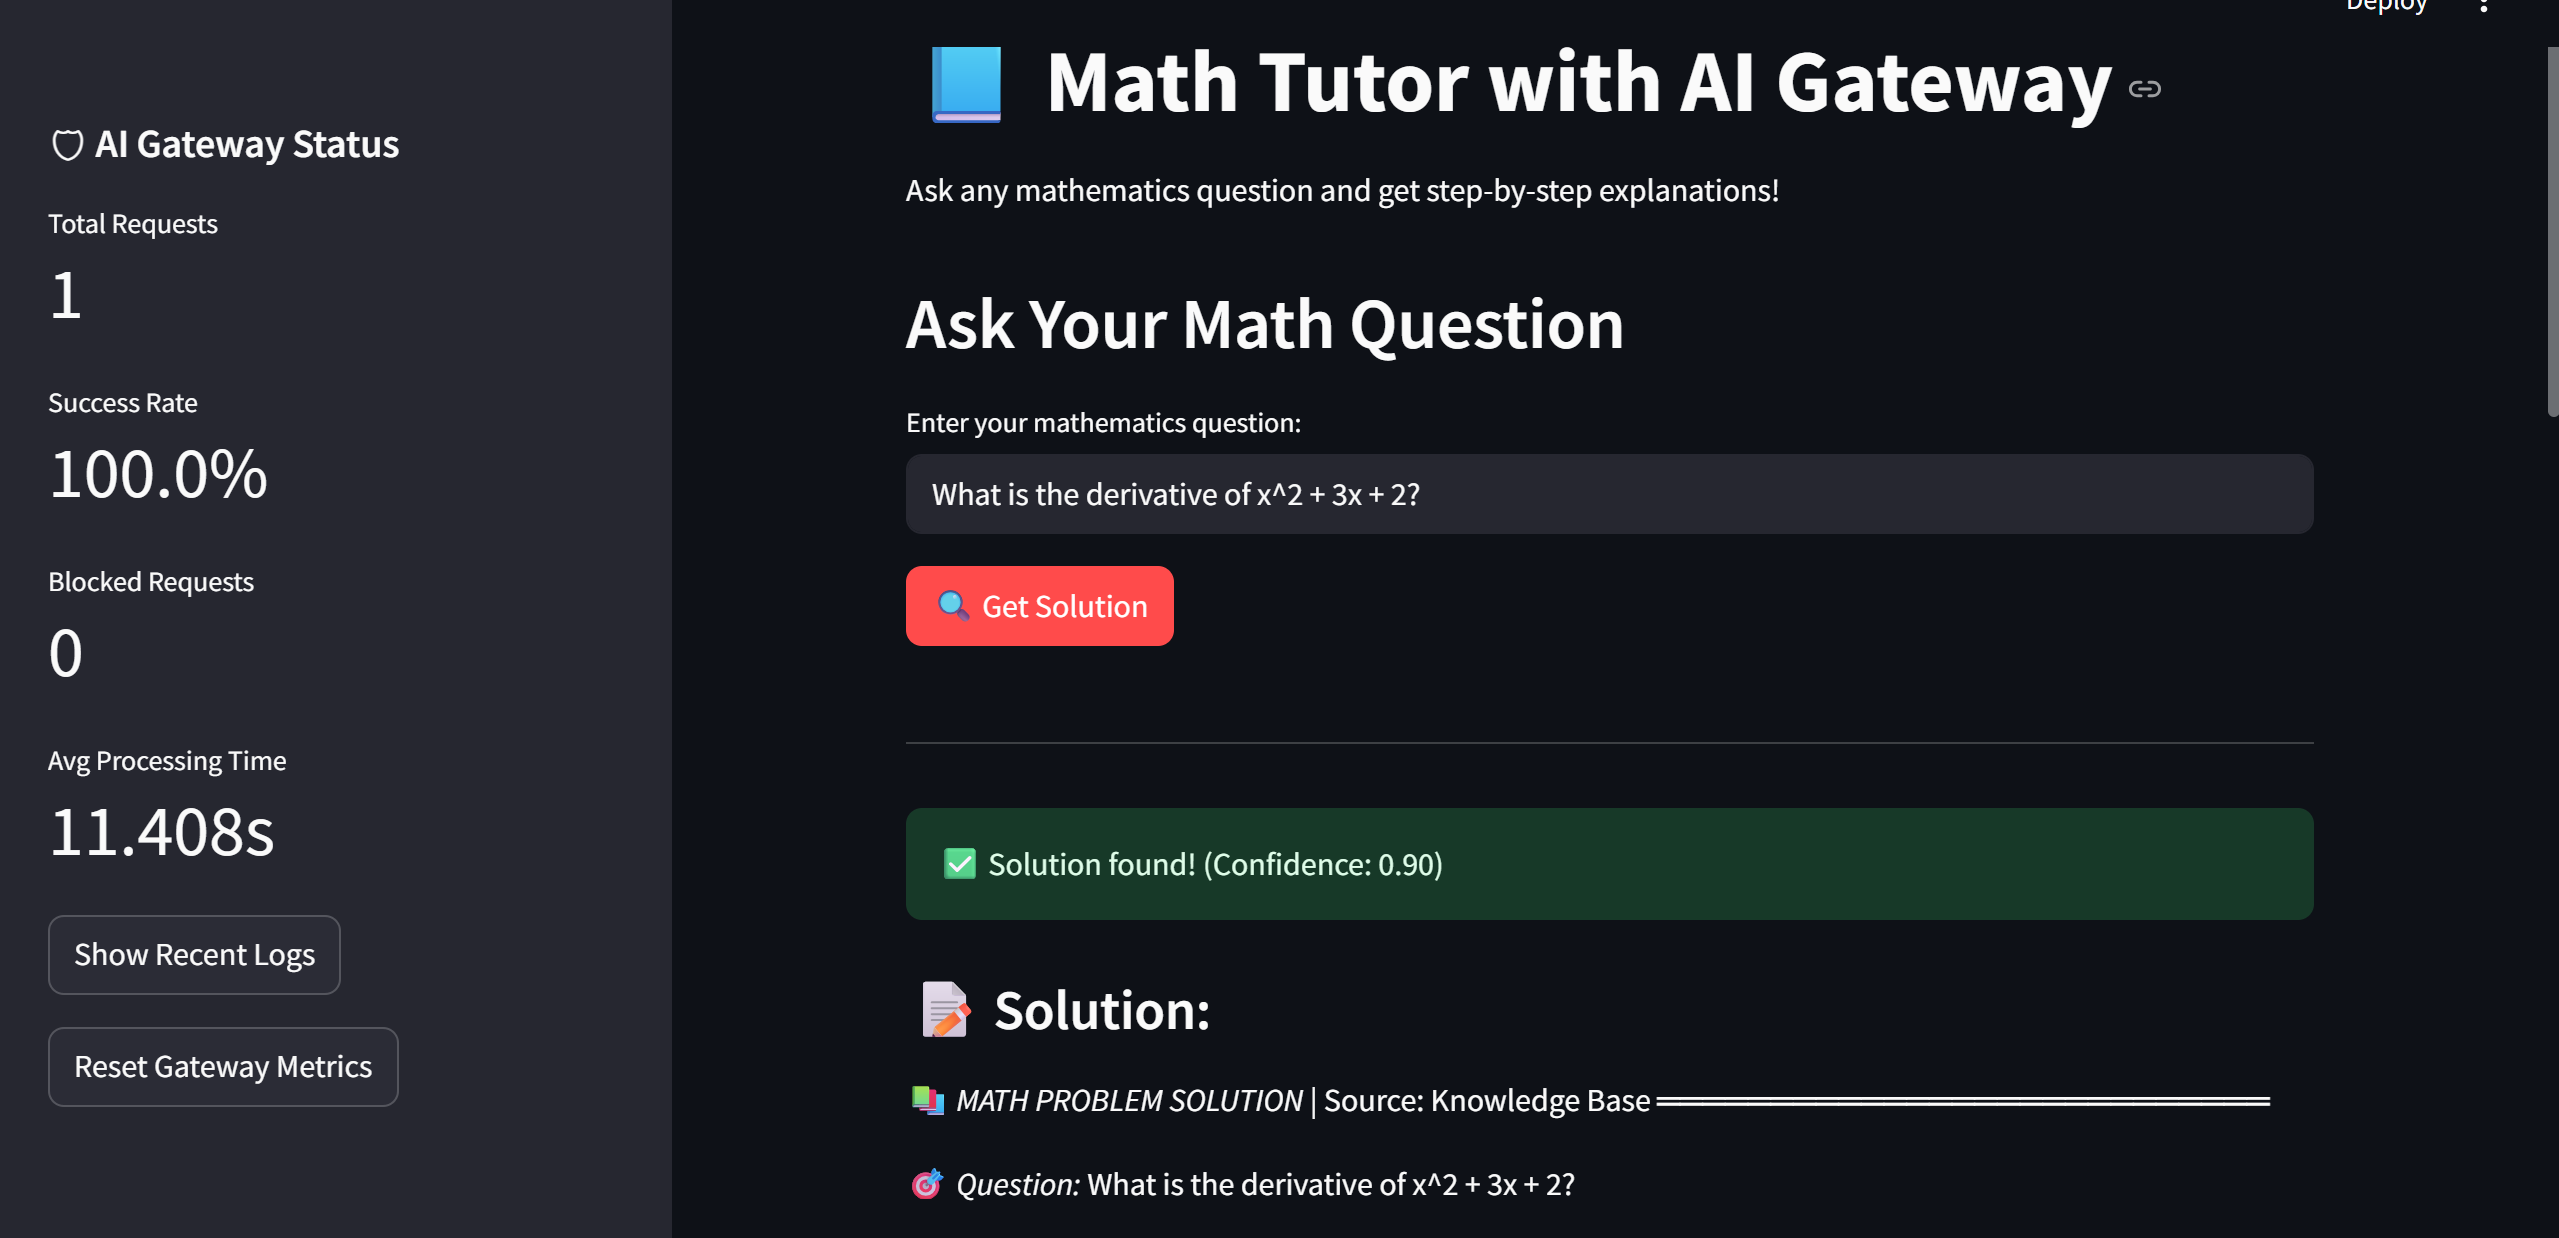 Deploy
AI Gateway Status
Total Requests
1
Success Rate
100.0%
Blocked Requests
0
Avg Processing Time
11.408s
Show Recent Logs
Reset Gateway Metrics
Math Tutor with AI Gateway
Ask any mathematics question and get step-by-step explanations!
Ask Your Math Question
Enter your mathematics question:
What is the derivative of x^2 + 3x + 2?
Get Solution
Solution found! (Confidence: 0.90)
Solution:
MATH PROBLEM SOLUTION | Source: Knowledge Base
Question: What is the derivative of x^2 + 3x + 2?